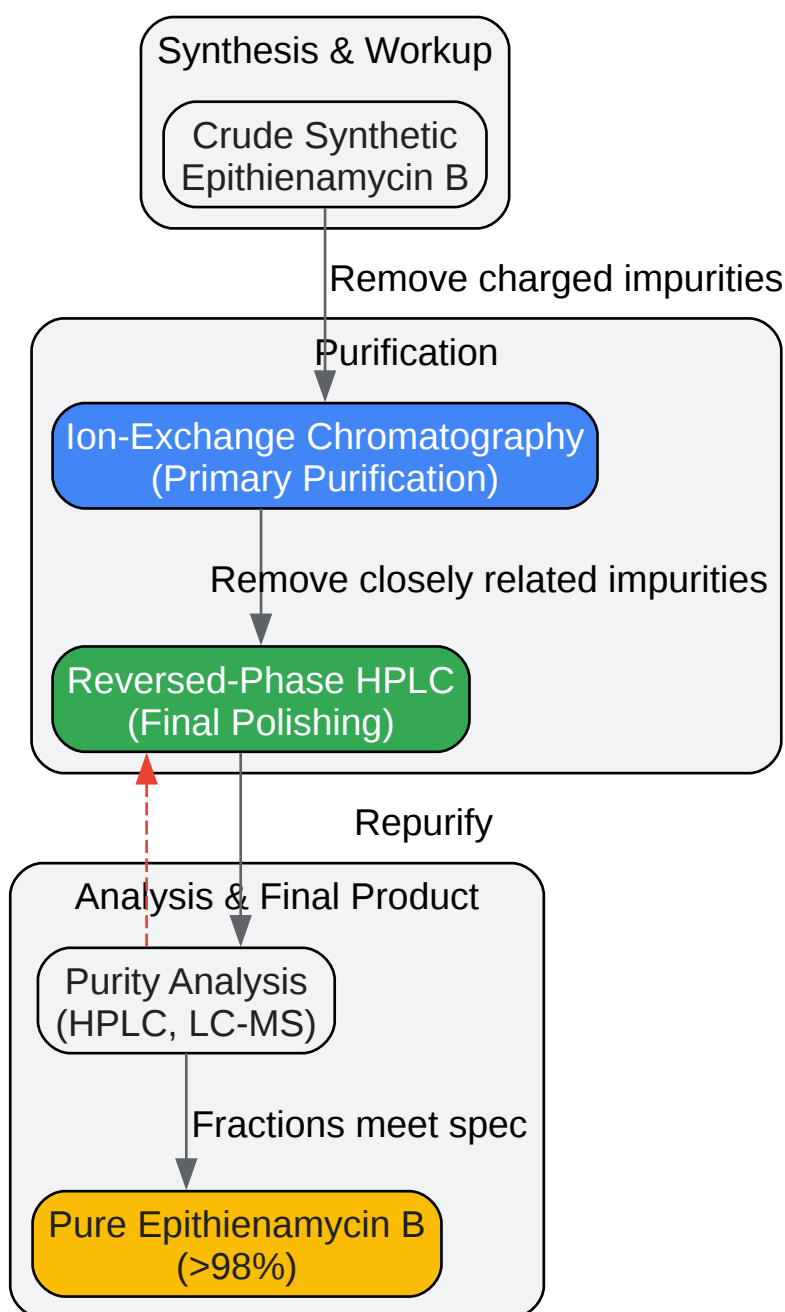 Synthesis & Workup
Crude Synthetic
Epithienamycin B
Remove charged impurities
Purification
Ion-Exchange Chromatography
(Primary Purification)
Remove closely related impurities
Reversed-Phase HPLC
(Final Polishing)
Repurify
Analysis & Final Product
Purity Analysis
(HPLC, LC-MS)
Fractions meet spec
Pure Epithienamycin B
(>98%)